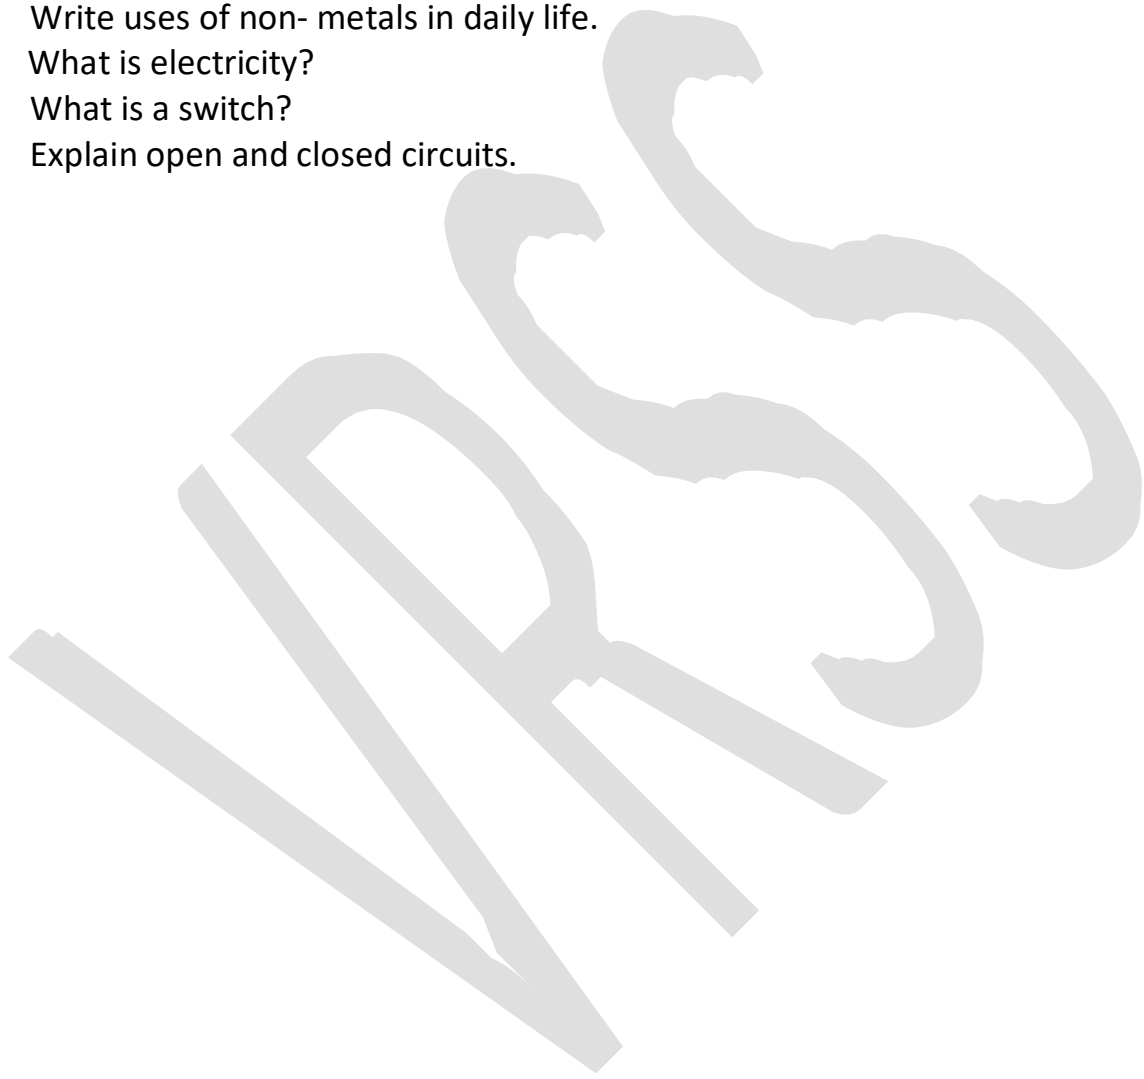 Write uses of non- metals in daily life.
What is electricity?
What is a switch?
Explain open and closed circuits.
VRSS